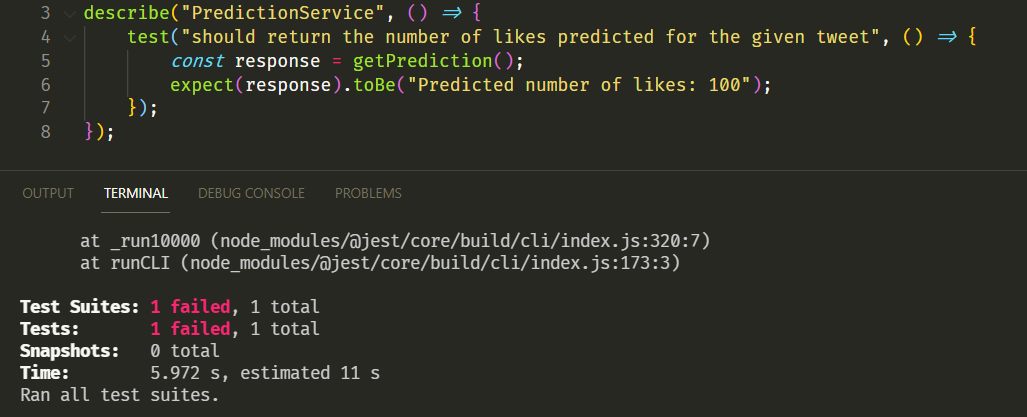 3 describe("PredictionService", () => {
4 test("should return the number of likes predicted for the given tweet", () => {
5 const response = getPrediction();
6 expect(response).toBe("Predicted number of likes: 100");
7 });
8 });
OUTPUT TERMINAL DEBUG CONSOLE PROBLEMS
at _run10000 (node_modules/@jest/core/build/cli/index.js:320:7)
at runCLI (node_modules/@jest/core/build/cli/index.js:173:3)
Test Suites: 1 failed, 1 total
Tests: 1 failed, 1 total
Snapshots: 0 total
Time: 5.972 s, estimated 11 s
Ran all test suites.